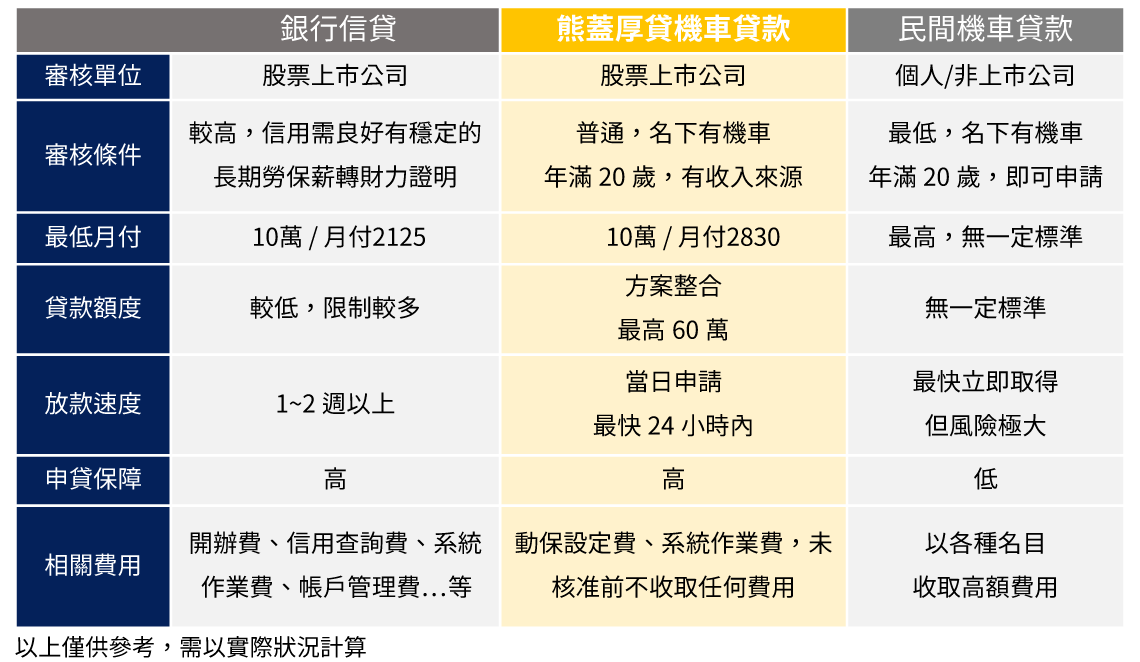 銀行信貸
熊蓋厚貸機車貸款
民間機車貸款
審核單位
股票上市公司
股票上市公司
個人/非上市公司
審核條件
較高，信用需良好有穩定的
長期勞保薪轉財力證明
普通，名下有機車
年滿 20 歲，有收入來源
最低，名下有機車
年滿 20 歲，即可申請
最低月付
10萬 / 月付2125
10萬 / 月付2830
最高，無一定標準
貸款額度
較低，限制較多
方案整合
最高 60 萬
無一定標準
放款速度
1~2 週以上
當日申請
最快 24 小時內
最快立即取得
但風險極大
申貸保障
高
高
低
相關費用
開辦費、信用查詢費、系統
作業費、帳戶管理費…等
動保設定費、系統作業費，未
核准前不收取任何費用
以各種名目
收取高額費用
以上僅供參考，需以實際狀況計算